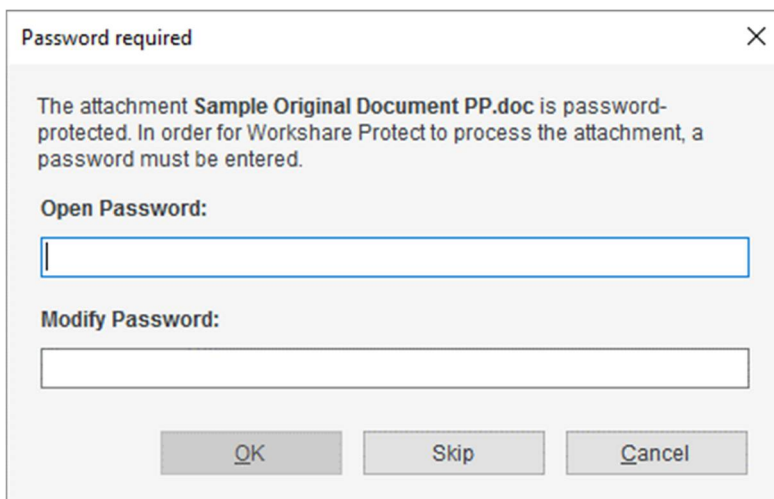 Password required
The attachment Sample Original Document PP.doc is password-
protected. In order for Workshare Protect to process the attachment, a
password must be entered.
Open Password:
Modify Password:
OK
Skip
Cancel